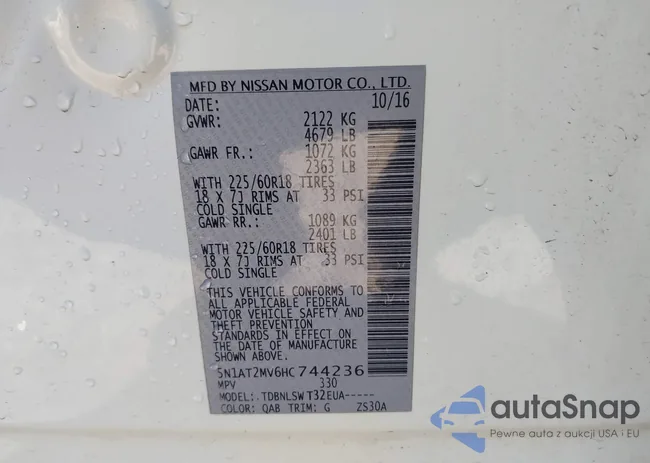 MFD BY NISSAN MOTOR CO., LTD.
DATE: 10/16
GVWR: 2122 KG
4679 LB
GAWR FR.: 1072 KG
2363 LB
WITH 225/60R18 TIRES
18 X 7J RIMS AT 33 PSI
COLD SINGLE
GAWR RR.: 1089 KG
2401 LB
WITH 225/60R18 TIRES
18 X 7J RIMS AT 33 PSI
COLD SINGLE
THIS VEHICLE CONFORMS TO
ALL APPLICABLE FEDERAL
MOTOR VEHICLE SAFETY AND
THEFT PREVENTION
STANDARDS IN EFFECT ON
THE DATE OF MANUFACTURE
SHOWN ABOVE.
5N1AT2MV6HC744236
MPV 330
MODEL: TDBNLSW T32EUA-----
COLOR: QAB TRIM: G ZS30A
autoSnap
Pewne auta z aukcji USA i EU